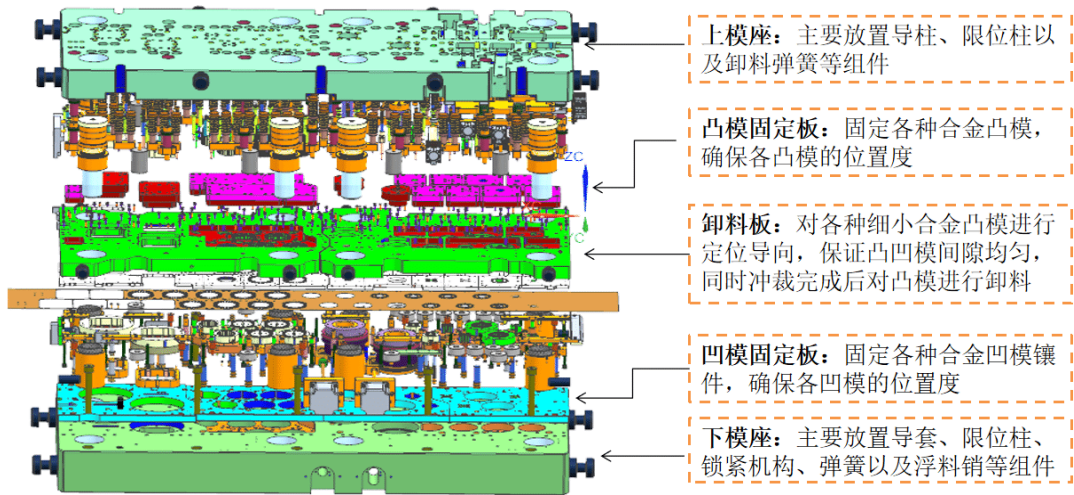 上模座：主要放置导柱、限位柱以
及卸料弹簧等组件
凸模固定板：固定各种合金凸模，
确保各凸模的位置度
ZC
YC
卸料板：对各种细小合金凸模进行
定位导向，保证凸凹模间隙均匀，
同时冲裁完成后对凸模进行卸料
凹模固定板：固定各种合金凹模镶
件，确保各凹模的位置度
下模座：主要放置导套、限位柱、
锁紧机构、弹簧以及浮料销等组件